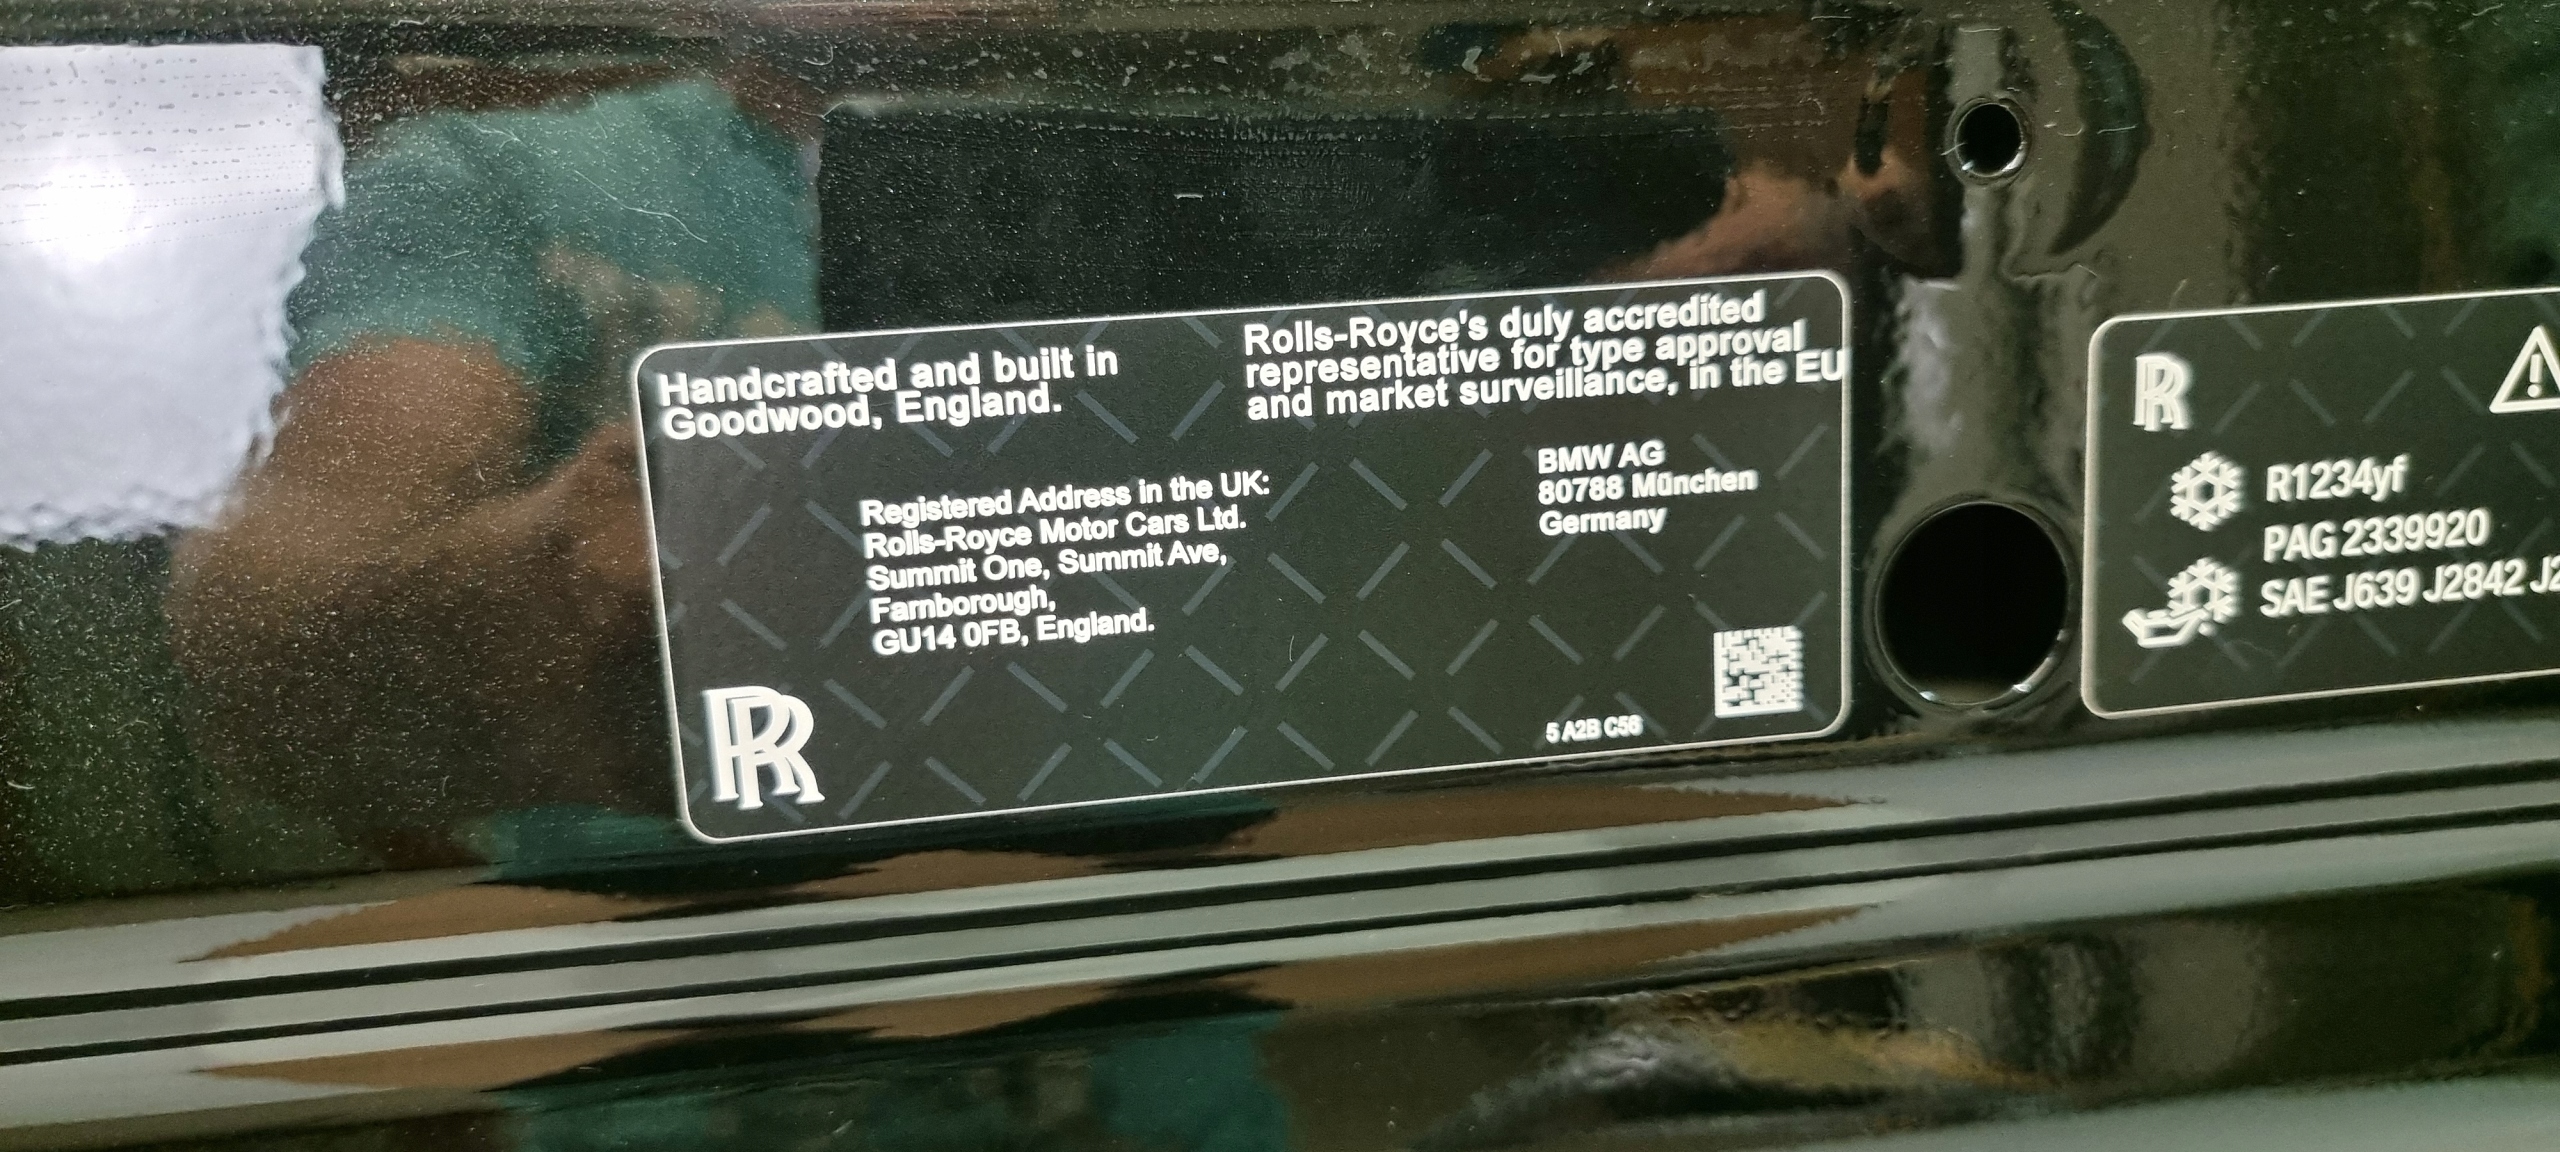 Handcrafted and built in
Goodwood, England.
Rolls-Royce's duly accredited
representative for type approval
and market surveillance, in the EU
Registered Address in the UK:
Rolls-Royce Motor Cars Ltd.
Summit One, Summit Ave,
Farnborough,
GU14 0FB, England.
BMW AG
80788 München
Germany
RR
5 A2B C56
RR
R1234yf
PAG 2339920
SAE J639 J2842